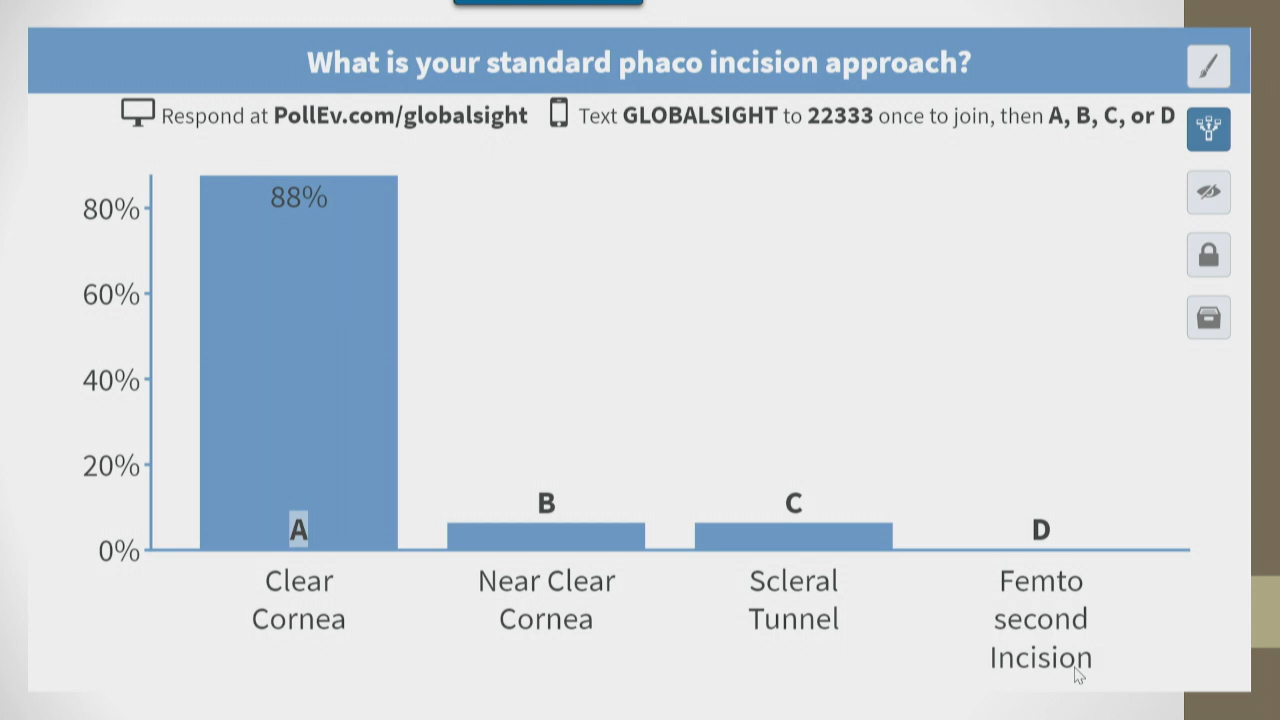 What is your standard phaco incision approach?
Respond at PollEv.com/globalsight Text GLOBALSIGHT to 22333 once to join, then A, B, C, or D
88%
80%
60%
40%
20%
0%
A
B
C
D
Clear
Cornea
Near Clear
Cornea
Scleral
Tunnel
Femto
second
Incision